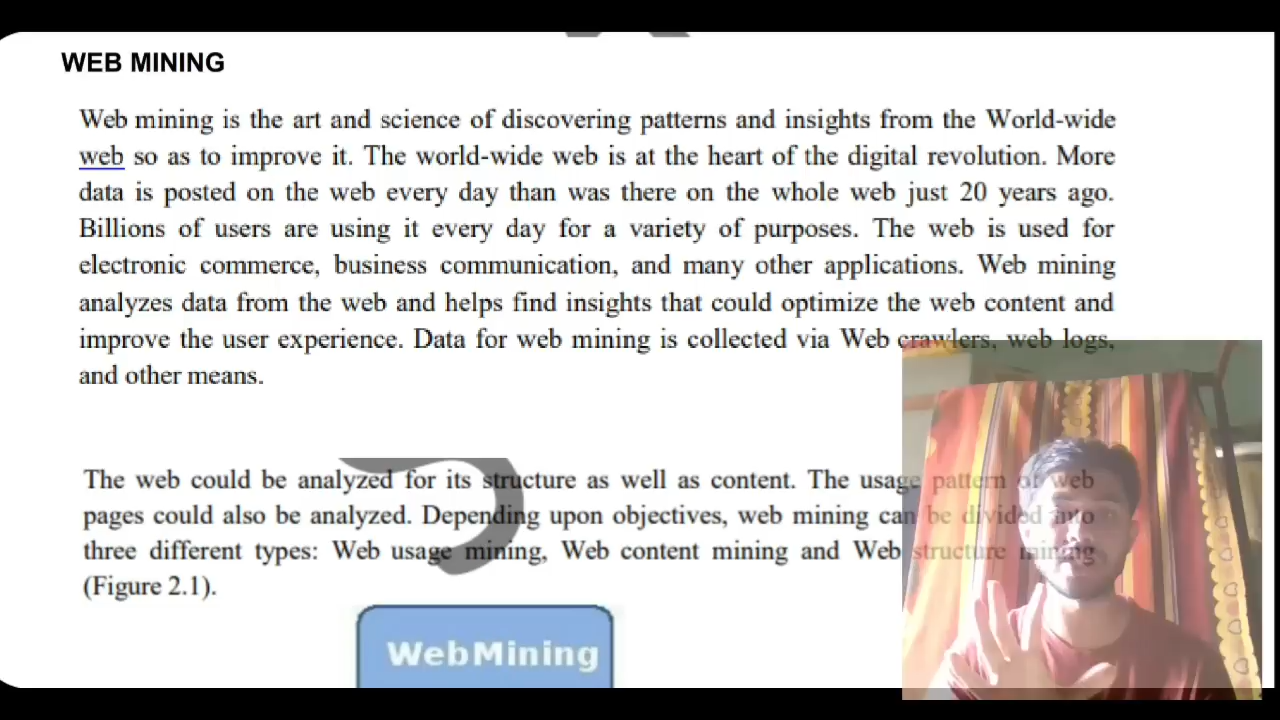 WEB MINING
Web mining is the art and science of discovering patterns and insights from the World-wide
web so as to improve it. The world-wide web is at the heart of the digital revolution. More
data is posted on the web every day than was there on the whole web just 20 years ago.
Billions of users are using it every day for a variety of purposes. The web is used for
electronic commerce, business communication, and many other applications. Web mining
analyzes data from the web and helps find insights that could optimize the web content and
improve the user experience. Data for web mining is collected via Web crawlers, web logs,
and other means.
The web could be analyzed for its structure as well as content. The usage pattern of web
pages could also be analyzed. Depending upon objectives, web mining can be divided into
three different types: Web usage mining, Web content mining and Web structure mining
(Figure 2.1).
WebMining